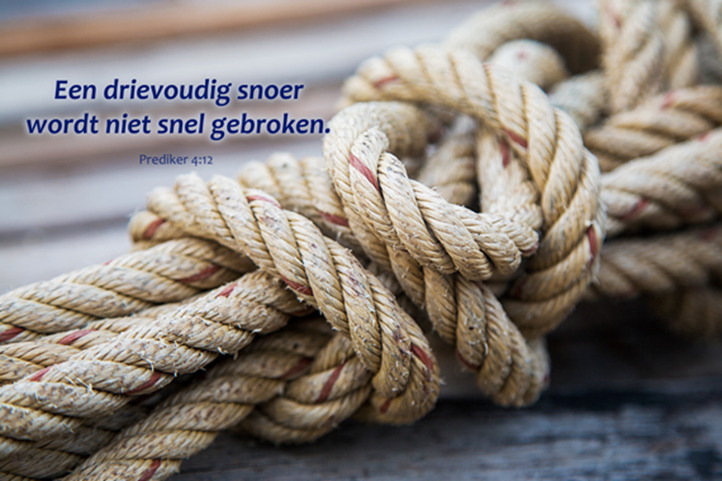 Een drievoudig snoer
wordt niet snel gebroken.
Prediker 4:12